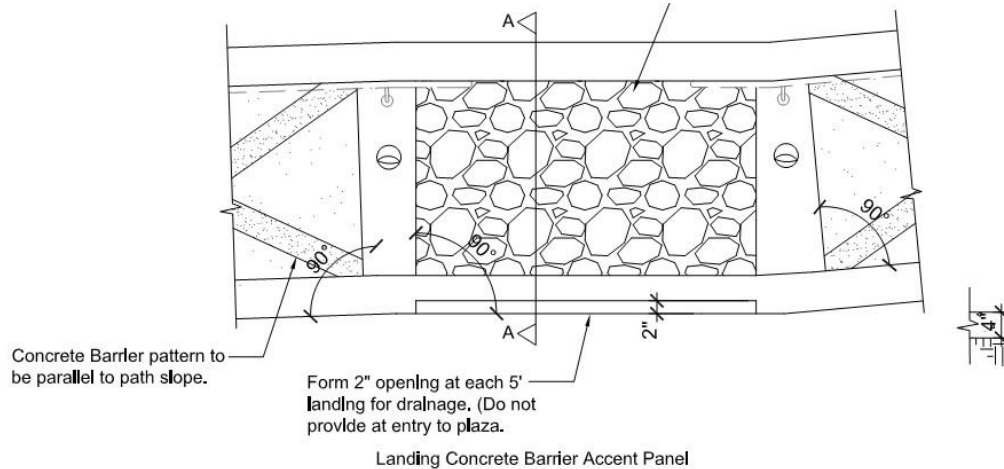 A
90°
90°
90°
A
2"
4"
Concrete Barrier pattern to
be parallel to path slope.
Form 2" opening at each 5'
landing for drainage. (Do not
provide at entry to plaza.
Landing Concrete Barrier Accent Panel